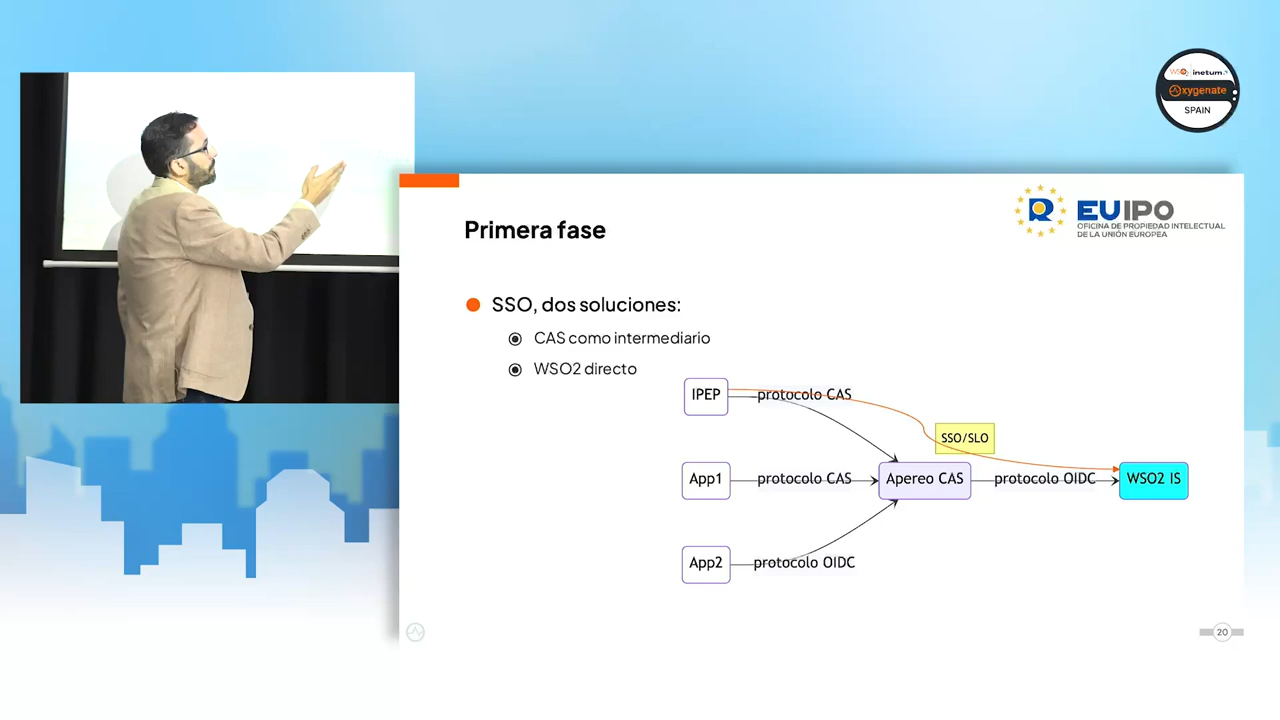 WSO2 inetum.
Oxygenate
SPAIN
EUIPO
OFICINA DE PROPIEDAD INTELECTUAL
DE LA UNIÓN EUROPEA
Primera fase
SSO, dos soluciones:
CAS como intermediario
WSO2 directo
IPEP
protocolo CAS
SSO/SLO
App1
protocolo CAS
Apereo CAS
protocolo OIDC
WSO2 IS
App2
protocolo OIDC
20